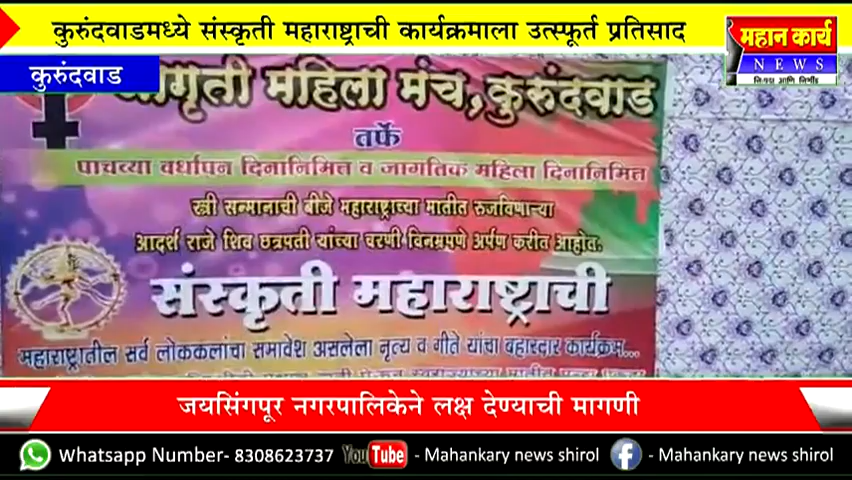 कुरुंदवाडमध्ये संस्कृती महाराष्ट्राची कार्यक्रमाला उत्स्फूर्त प्रतिसाद
महान कार्य
NEWS
कुरुंदवाड
महिला मंच, कुरुंदवाड
तर्फे
पाचव्या वर्धापन दिनानिमित्त व जागतिक महिला दिनानिमित्त
स्त्री सन्मानाची बीजे महाराष्ट्राच्या मातीत रुजविणाऱ्या
आदर्श राजे शिव छत्रपती यांच्या चरणी विनम्रपणे अर्पण करीत आहोत.
संस्कृती महाराष्ट्राची
महाराष्ट्रातील सर्व लोककलांचा समावेश असलेला नृत्य व गीते यांचा बहारदार कार्यक्रम...
जयसिंगपूर नगरपालिकेने लक्ष देण्याची मागणी
Whatsapp Number- 8308623737 YouTube - Mahankary news shirol f - Mahankary news shirol